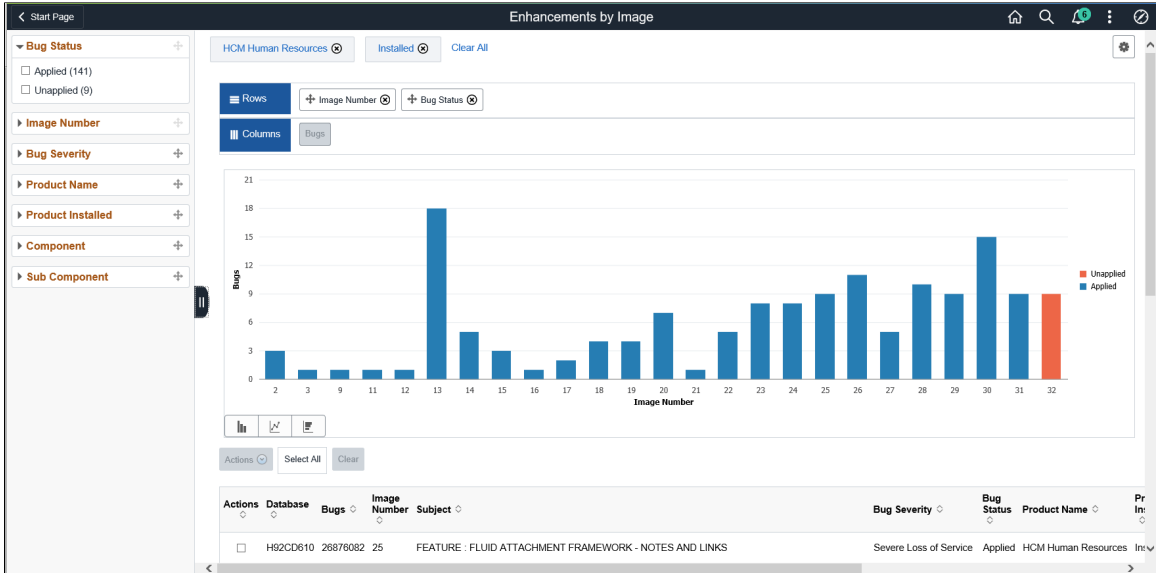 Start Page
Enhancements by Image
6
Bug Status
Applied (141)
Unapplied (9)
Image Number
Bug Severity
Product Name
Product Installed
Component
Sub Component
HCM Human Resources
Installed
Clear All
Rows
Image Number
Bug Status
Columns
Bugs
21
18
15
12
9
6
3
0
Bugs
2 3 9 11 12 13 14 15 16 17 18 19 20 21 22 23 24 25 26 27 28 29 30 31 32
Image Number
Unapplied
Applied
Actions
Select All
Clear
Actions Database Bugs Image Number Subject Bug Severity Bug Status Product Name Pr Ins
H92CD610 26876082 25 FEATURE : FLUID ATTACHMENT FRAMEWORK - NOTES AND LINKS Severe Loss of Service Applied HCM Human Resources